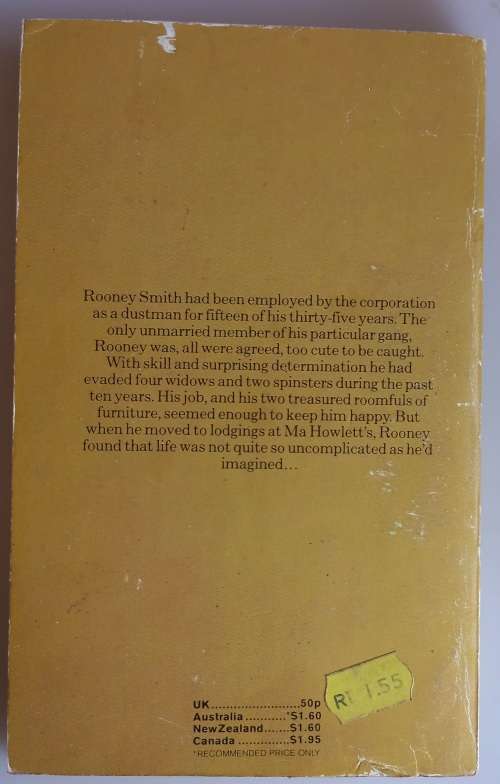 Rooney Smith had been employed by the corporation
as a dustman for fifteen of his thirty-five years. The
only unmarried member of his particular gang,
Rooney was, all were agreed, too cute to be caught.
With skill and surprising determination he had
evaded four widows and two spinsters during the past
ten years. His job, and his two treasured roomfuls of
furniture, seemed enough to keep him happy. But
when he moved to lodgings at Ma Howlett's, Rooney
found that life was not quite so uncomplicated as he'd
imagined...
UK.......................50p
Australia...........*$1.60
New Zealand.......$1.60
Canada..............$1.95
*RECOMMENDED PRICE ONLY
1.55